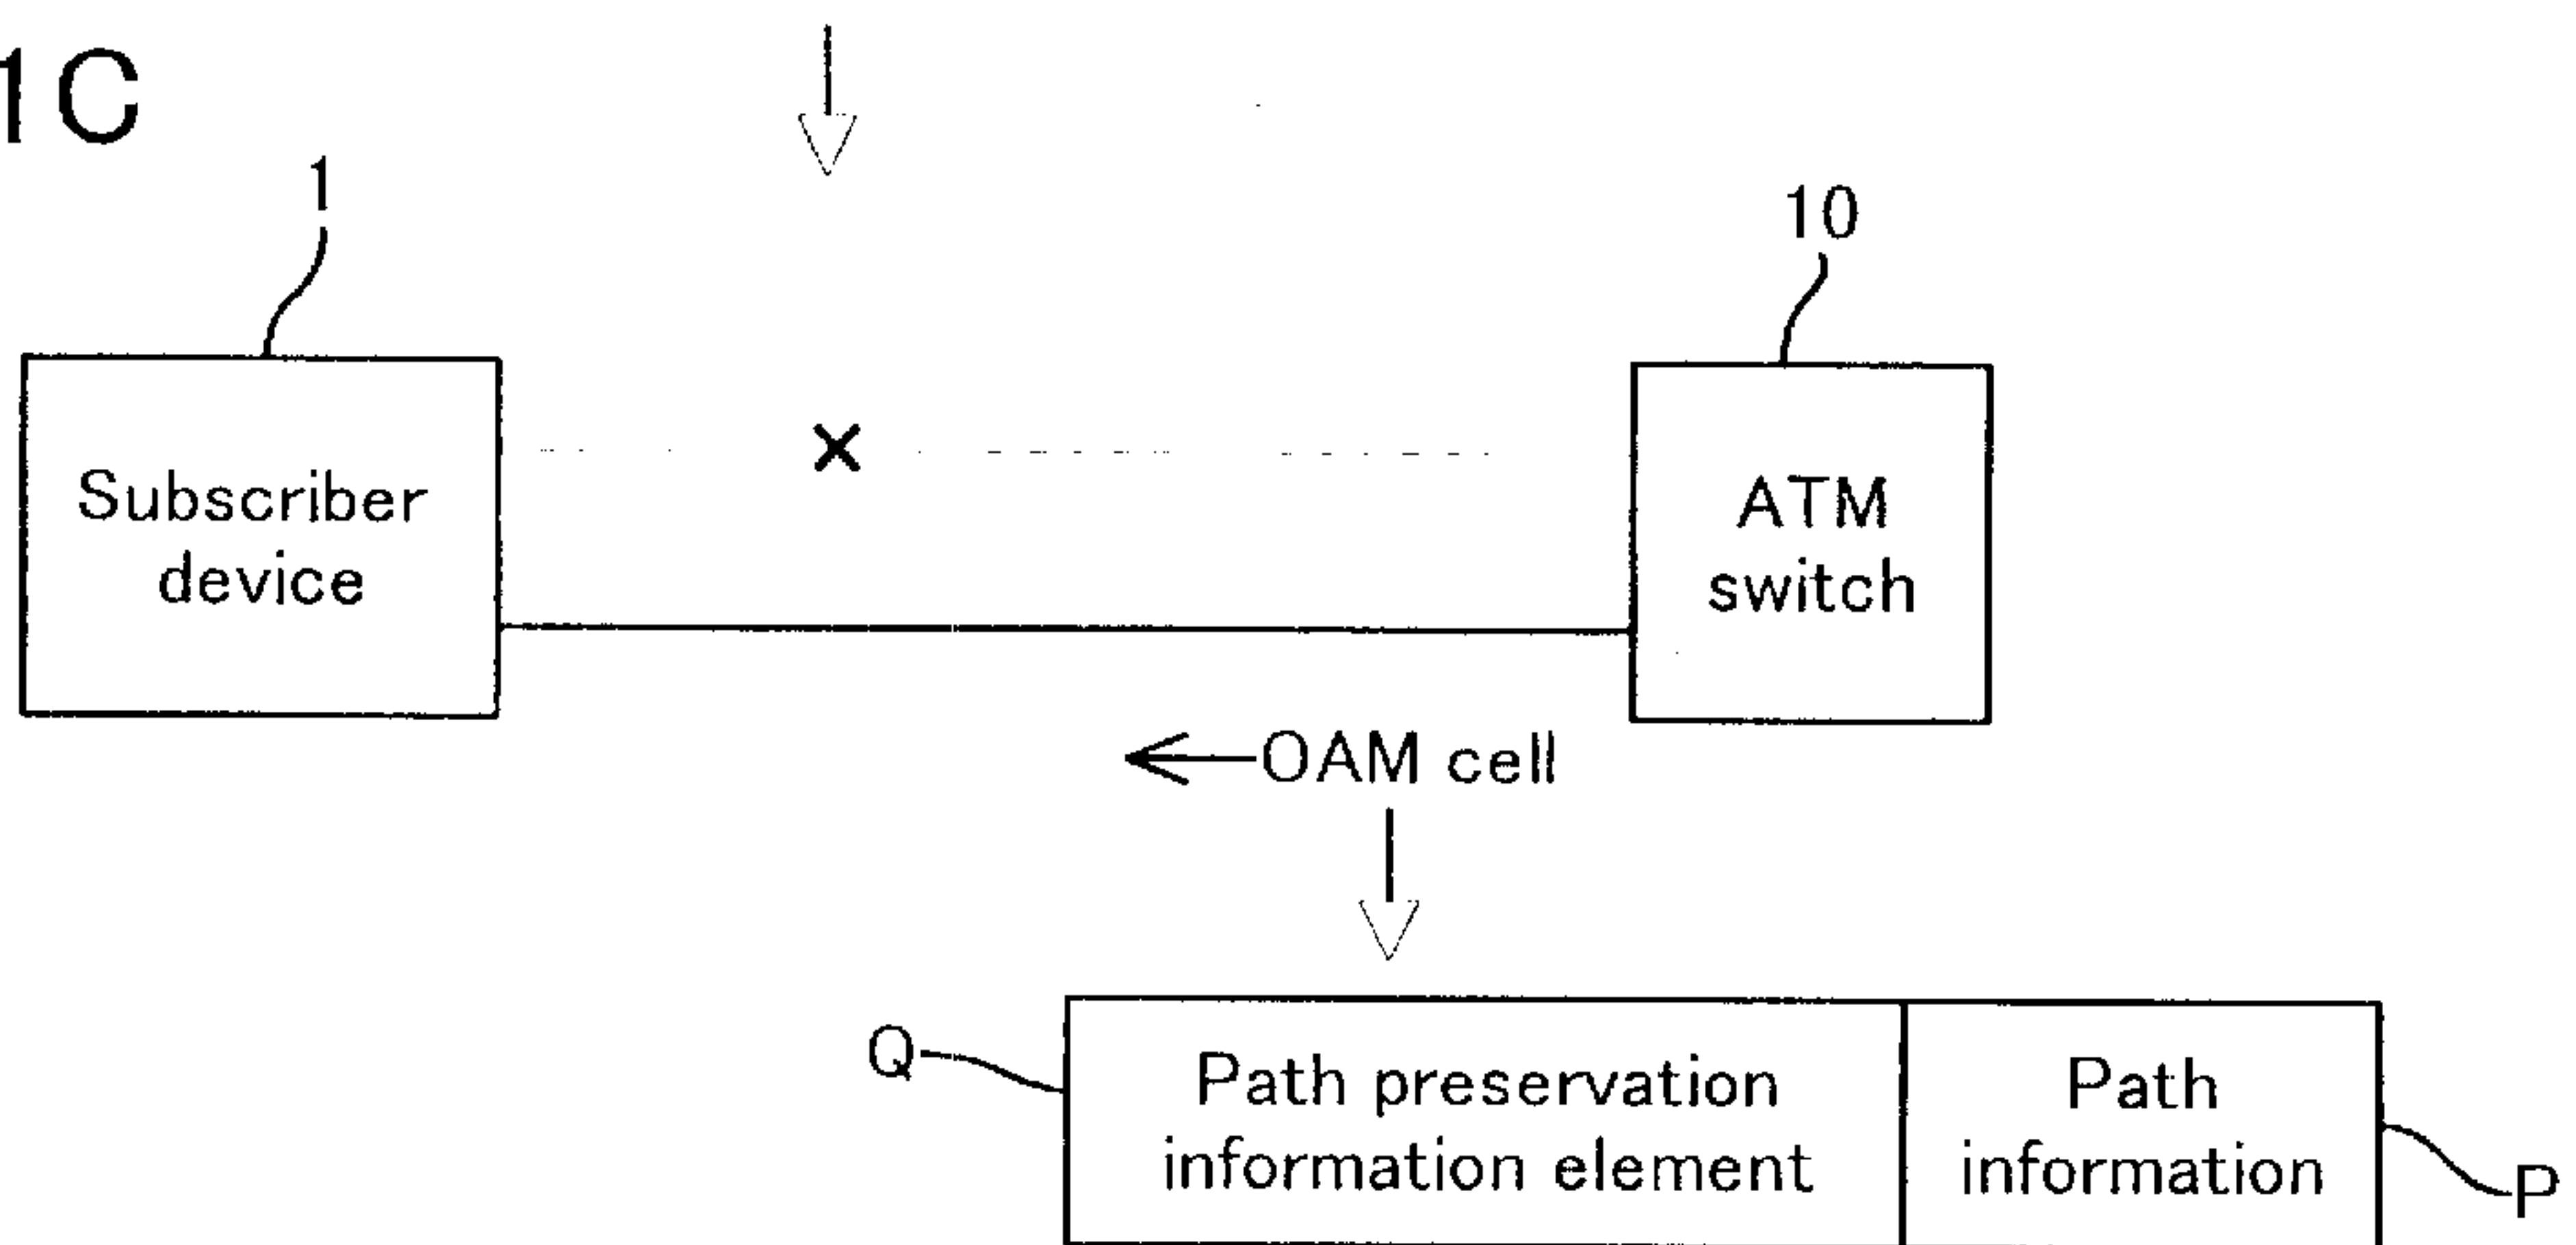 1C
1
10
Subscriber
device
ATM
switch
OAM cell
Q
Path preservation
information element
Path
information
P